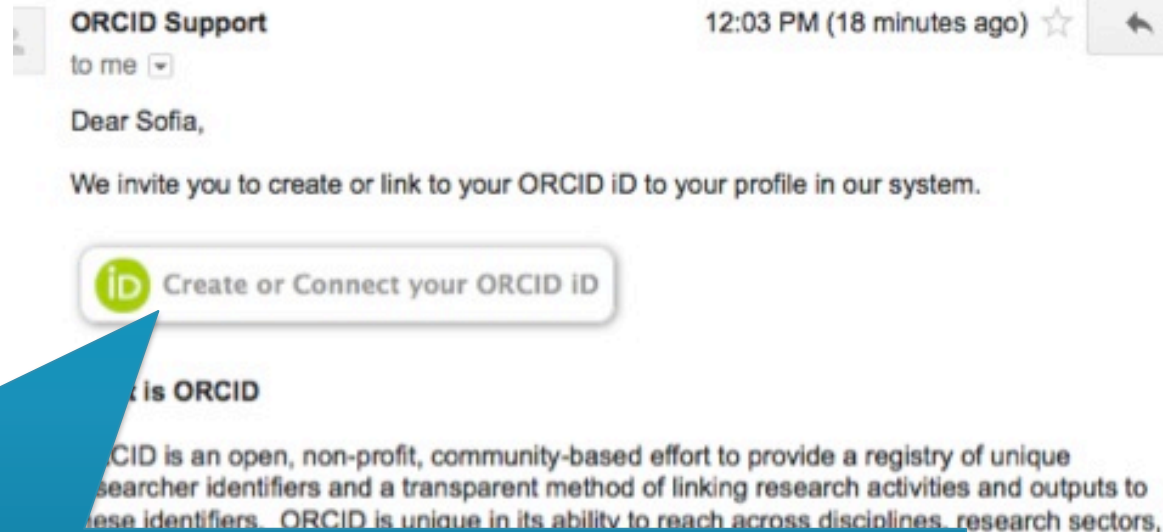 ORCID Support
12:03 PM (18 minutes ago)
to me
Dear Sofia,
We invite you to create or link to your ORCID iD to your profile in our system.
iD Create or Connect your ORCID iD
is ORCID
CID is an open, non-profit, community-based effort to provide a registry of unique
searcher identifiers and a transparent method of linking research activities and outputs to
ese identifiers. ORCID is unique in its ability to reach across disciplines, research sectors,